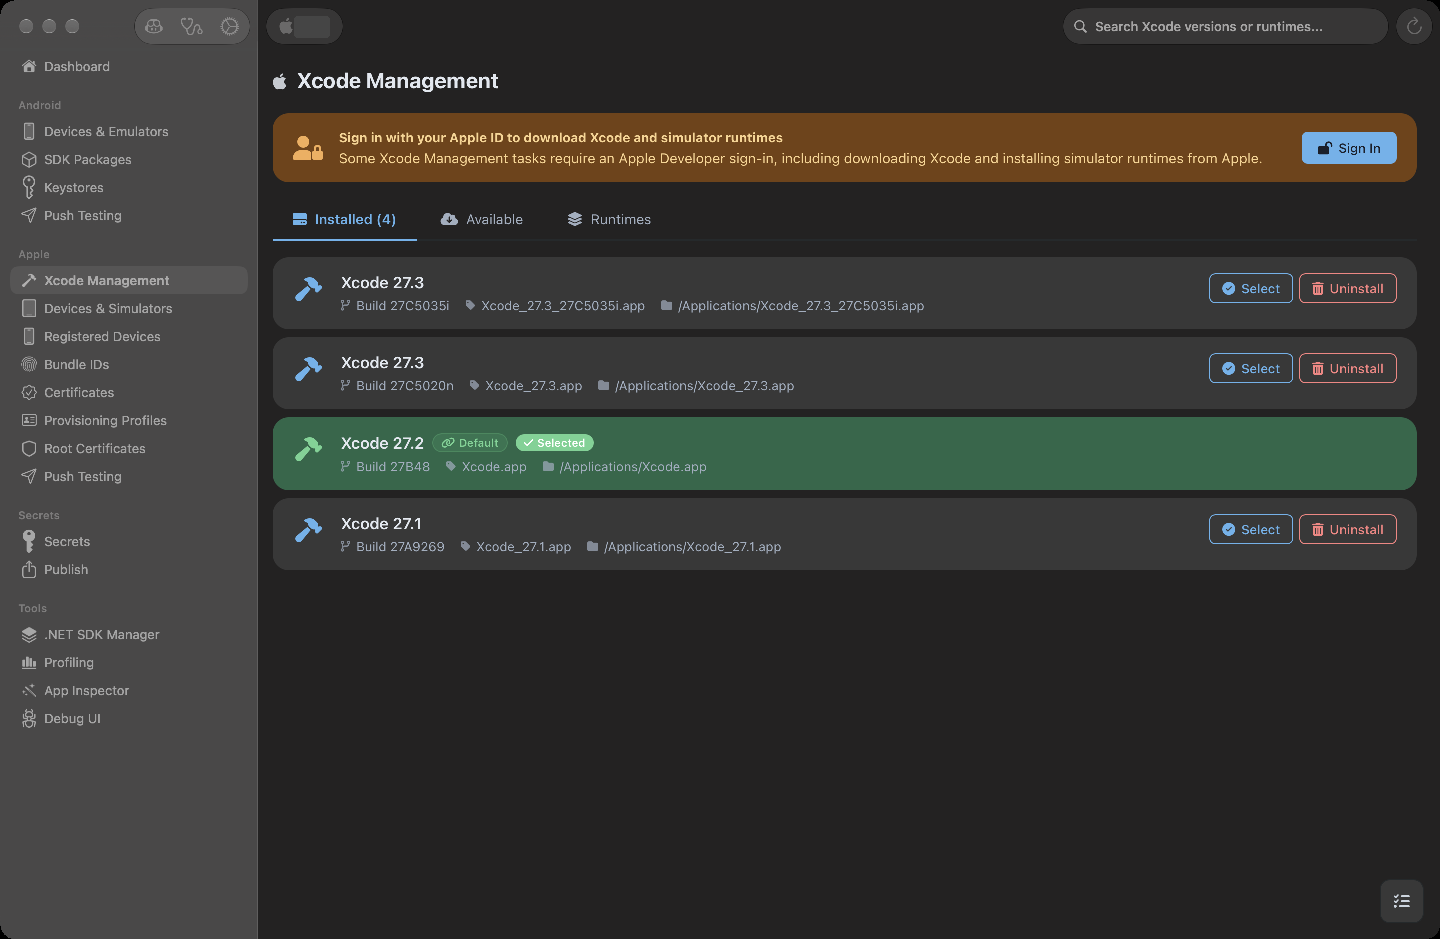 Search Xcode versions or runtimes...
Dashboard
Android
Devices & Emulators
SDK Packages
Keystores
Push Testing
Apple
Xcode Management
Devices & Simulators
Registered Devices
Bundle IDs
Certificates
Provisioning Profiles
Root Certificates
Push Testing
Secrets
Secrets
Publish
Tools
.NET SDK Manager
Profiling
App Inspector
Debug UI
Xcode Management
Sign in with your Apple ID to download Xcode and simulator runtimes
Some Xcode Management tasks require an Apple Developer sign-in, including downloading Xcode and installing simulator runtimes from Apple.
Sign In
Installed (4) Available Runtimes
Xcode 27.3
Build 27C5035i Xcode_27.3_27C5035i.app /Applications/Xcode_27.3_27C5035i.app
Select Uninstall
Xcode 27.3
Build 27C5020n Xcode_27.3.app /Applications/Xcode_27.3.app
Select Uninstall
Xcode 27.2 Default Selected
Build 27B48 Xcode.app /Applications/Xcode.app
Xcode 27.1
Build 27A9269 Xcode_27.1.app /Applications/Xcode_27.1.app
Select Uninstall